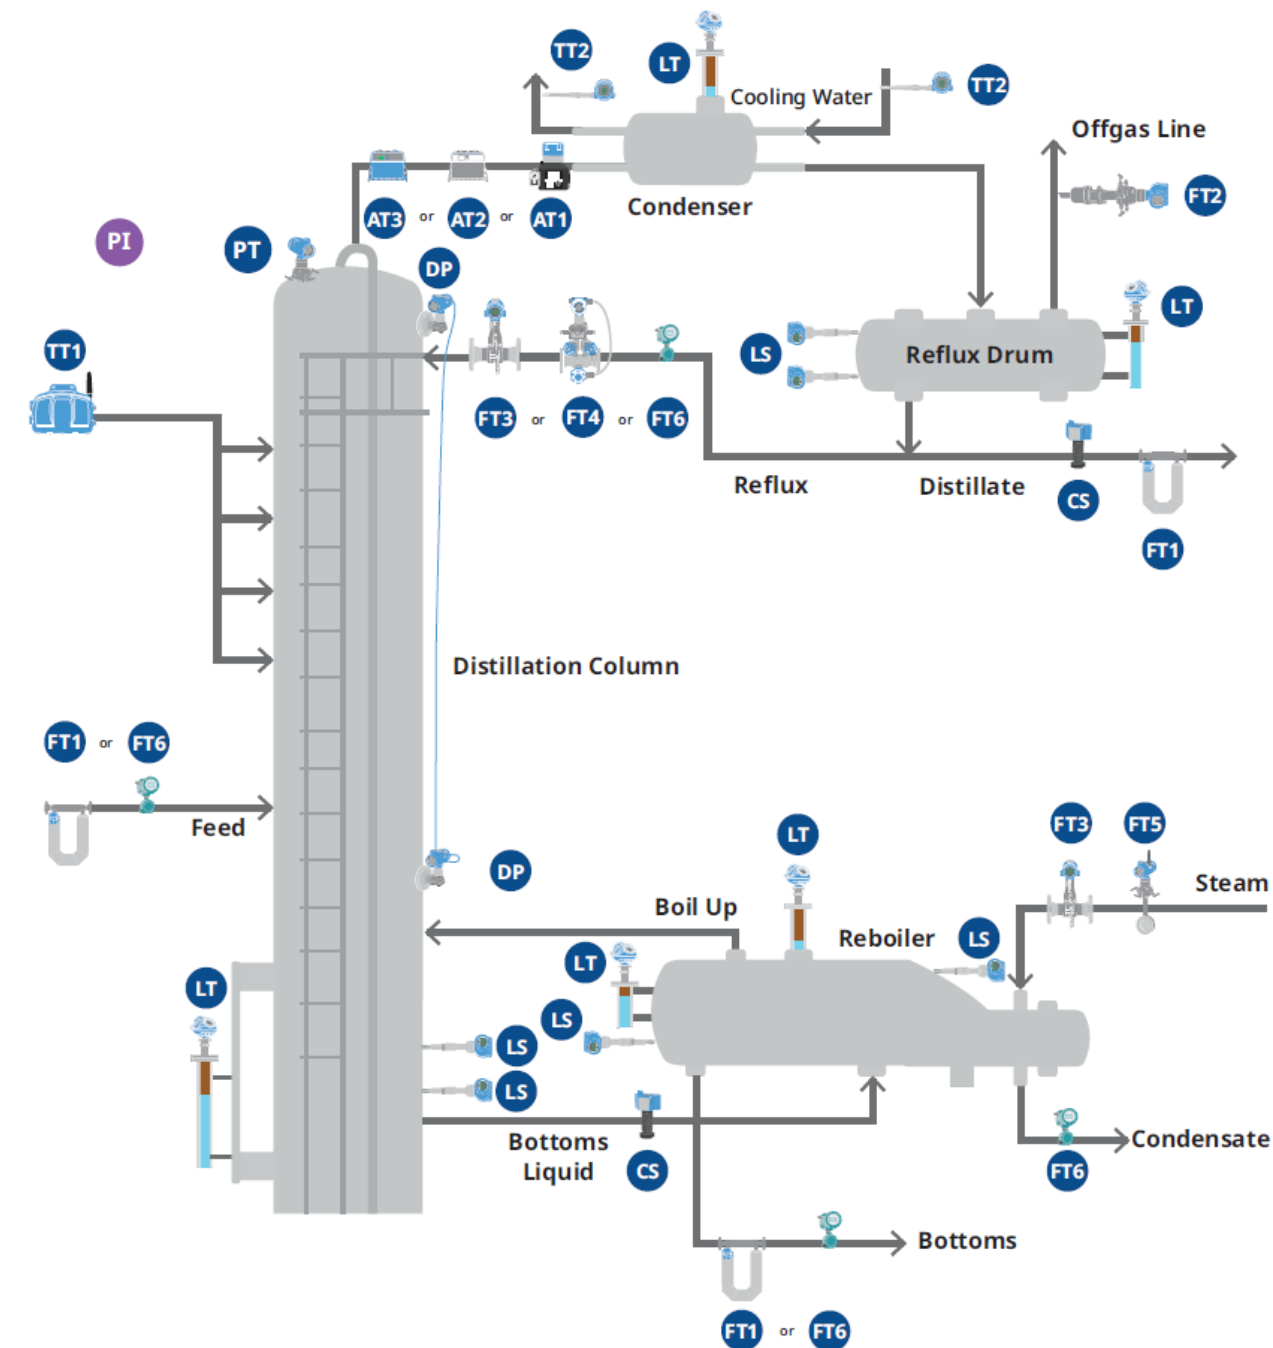 TT2
LT
Cooling Water
TT2
Offgas Line
Condenser
FT2
AT3 or AT2 or AT1
PI
PT
DP
LT
TT1
LS
Reflux Drum
FT3 or FT4 or FT6
Reflux
Distillate
CS
FT1
Distillation Column
FT1 or FT6
Feed
LT
FT3
FT5
DP
Steam
Boil Up
Reboiler
LS
LT
LT
LS
LS
LS
Bottoms
Liquid
CS
Condensate
FT6
Bottoms
FT1 or FT6